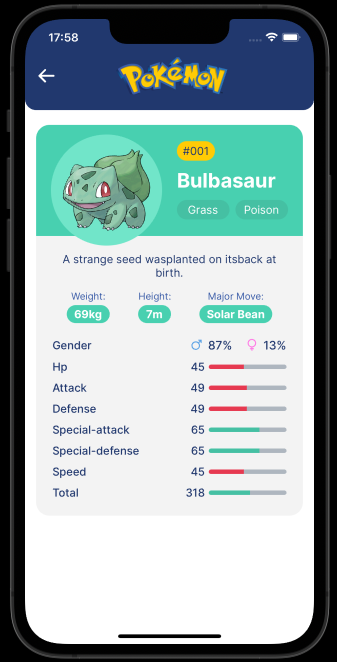 17:58
POKéMON
#001
Bulbasaur
Grass Poison
A strange seed wasplanted on itsback at
birth.
Weight: Height: Major Move:
69kg 7m Solar Bean
Gender 87% 13%
Hp 45
Attack 49
Defense 49
Special-attack 65
Special-defense 65
Speed 45
Total 318